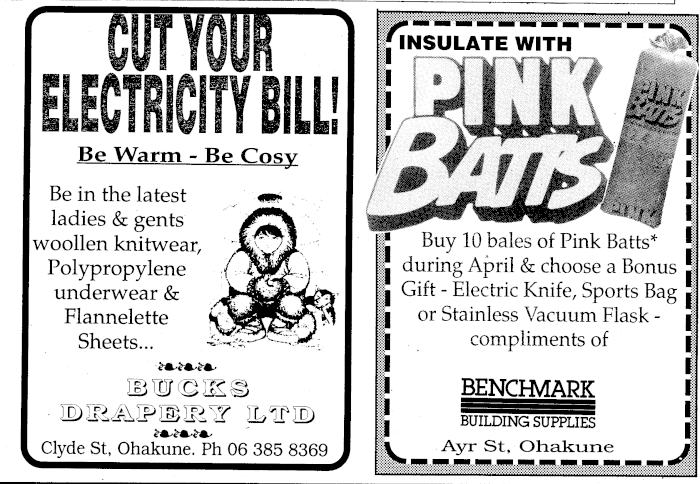 CUT YOUR
ELECTRICITY BILL!
Be Warm - Be Cosy
Be in the latest
ladies & gents
woollen knitwear,
Polypropylene
underwear &
Flannelette
Sheets...
BUCKS
DRAPERY LTD
Clyde St, Ohakune. Ph 06 385 8369
INSULATE WITH
PINK
BATTS
PINK
BATTS
PINK
Buy 10 bales of Pink Batts*
during April & choose a Bonus
Gift - Electric Knife, Sports Bag
or Stainless Vacuum Flask -
compliments of
BENCHMARK
BUILDING SUPPLIES
Ayr St, Ohakune